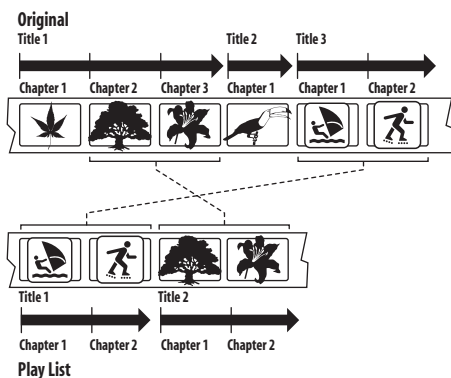 Original
Title 1 Title 2 Title 3
Chapter 1 Chapter 2 Chapter 3 Chapter 1 Chapter 1 Chapter 2
Title 1 Title 2
Chapter 1 Chapter 2 Chapter 1 Chapter 2
Play List